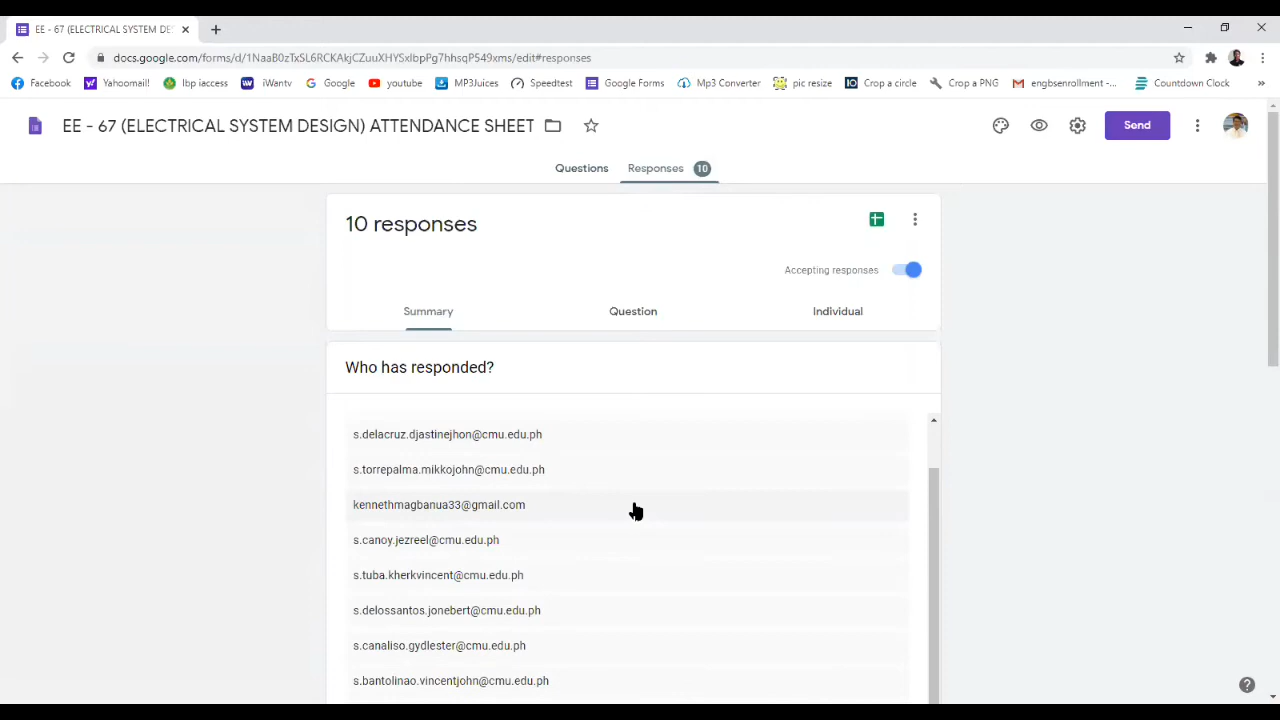 EE - 67 (ELECTRICAL SYSTEM DE
docs.google.com/forms/d/1NaaB0zTxSL6RCKAkjCZuuXHYSxIbpPg7hhsqP549xmw/edit#responses
Facebook Yahoomail! lbp iaccess iWantv Google youtube MP3Juices Speedtest Google Forms Mp3 Converter pic resize Crop a circle Crop a PNG engbsenrollment -... Countdown Clock »
EE - 67 (ELECTRICAL SYSTEM DESIGN) ATTENDANCE SHEET
Send
Questions Responses 10
10 responses
Accepting responses
Summary Question Individual
Who has responded?
s.delacruz.djastinejhon@cmu.edu.ph
s.torrepalma.mikkojohn@cmu.edu.ph
kennethmagbanua33@gmail.com
s.canoy.jezreel@cmu.edu.ph
s.tuba.kherkvincent@cmu.edu.ph
s.delossantos.jonebert@cmu.edu.ph
s.canaliso.gydlester@cmu.edu.ph
s.bantolinao.vincentjohn@cmu.edu.ph